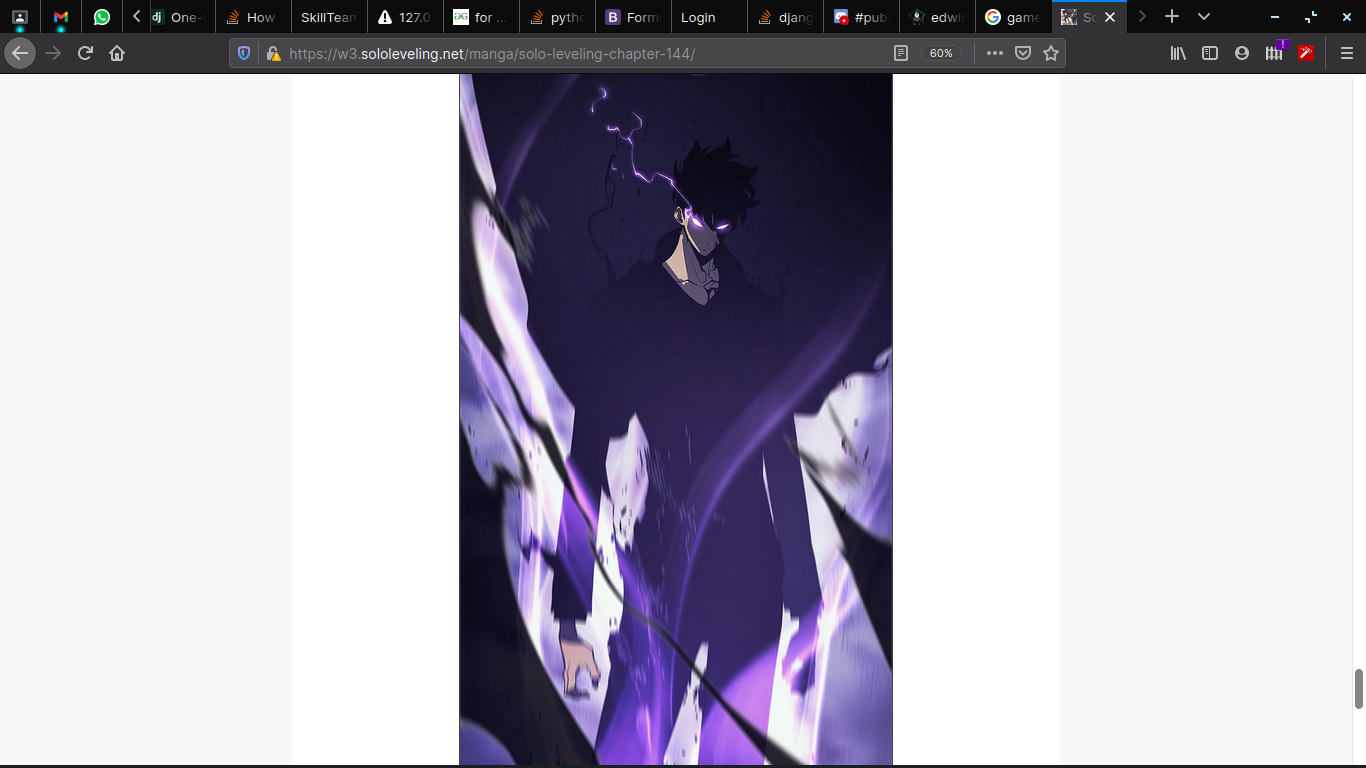 One-
How
SkillTean
127.0
for ...
pytho
Form
Login
djang
#pub
edwis
game
So
https://w3.sololeveling.net/manga/solo-leveling-chapter-144/
60%